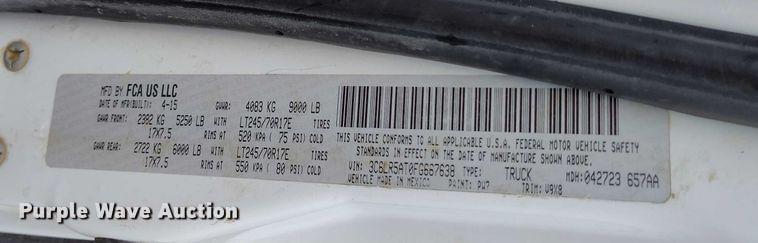 MFD BY FCA US LLC
DATE OF MFR(BUILT): 4-15 GVWR: 4083 KG 9000 LB
GAWR FRONT: 2382 KG 5250 LB WITH LT245/70R17E TIRES
17X7.5 RIMS AT 520 KPA ( 75 PSI) COLD
GAWR REAR: 2722 KG 6000 LB WITH LT245/70R17E TIRES
17X7.5 RIMS AT 550 KPA ( 80 PSI) COLD
THIS VEHICLE CONFORMS TO ALL APPLICABLE U.S.A. FEDERAL MOTOR VEHICLE SAFETY
STANDARDS IN EFFECT ON THE DATE OF MANUFACTURE SHOWN ABOVE
VIN: 3C6LR5AT0FG667638 TYPE: TRUCK MDH: 042723 657AA
MADE IN MEXICO PAINT: PW7 TRIM: V9X8
Purple Wave Auction